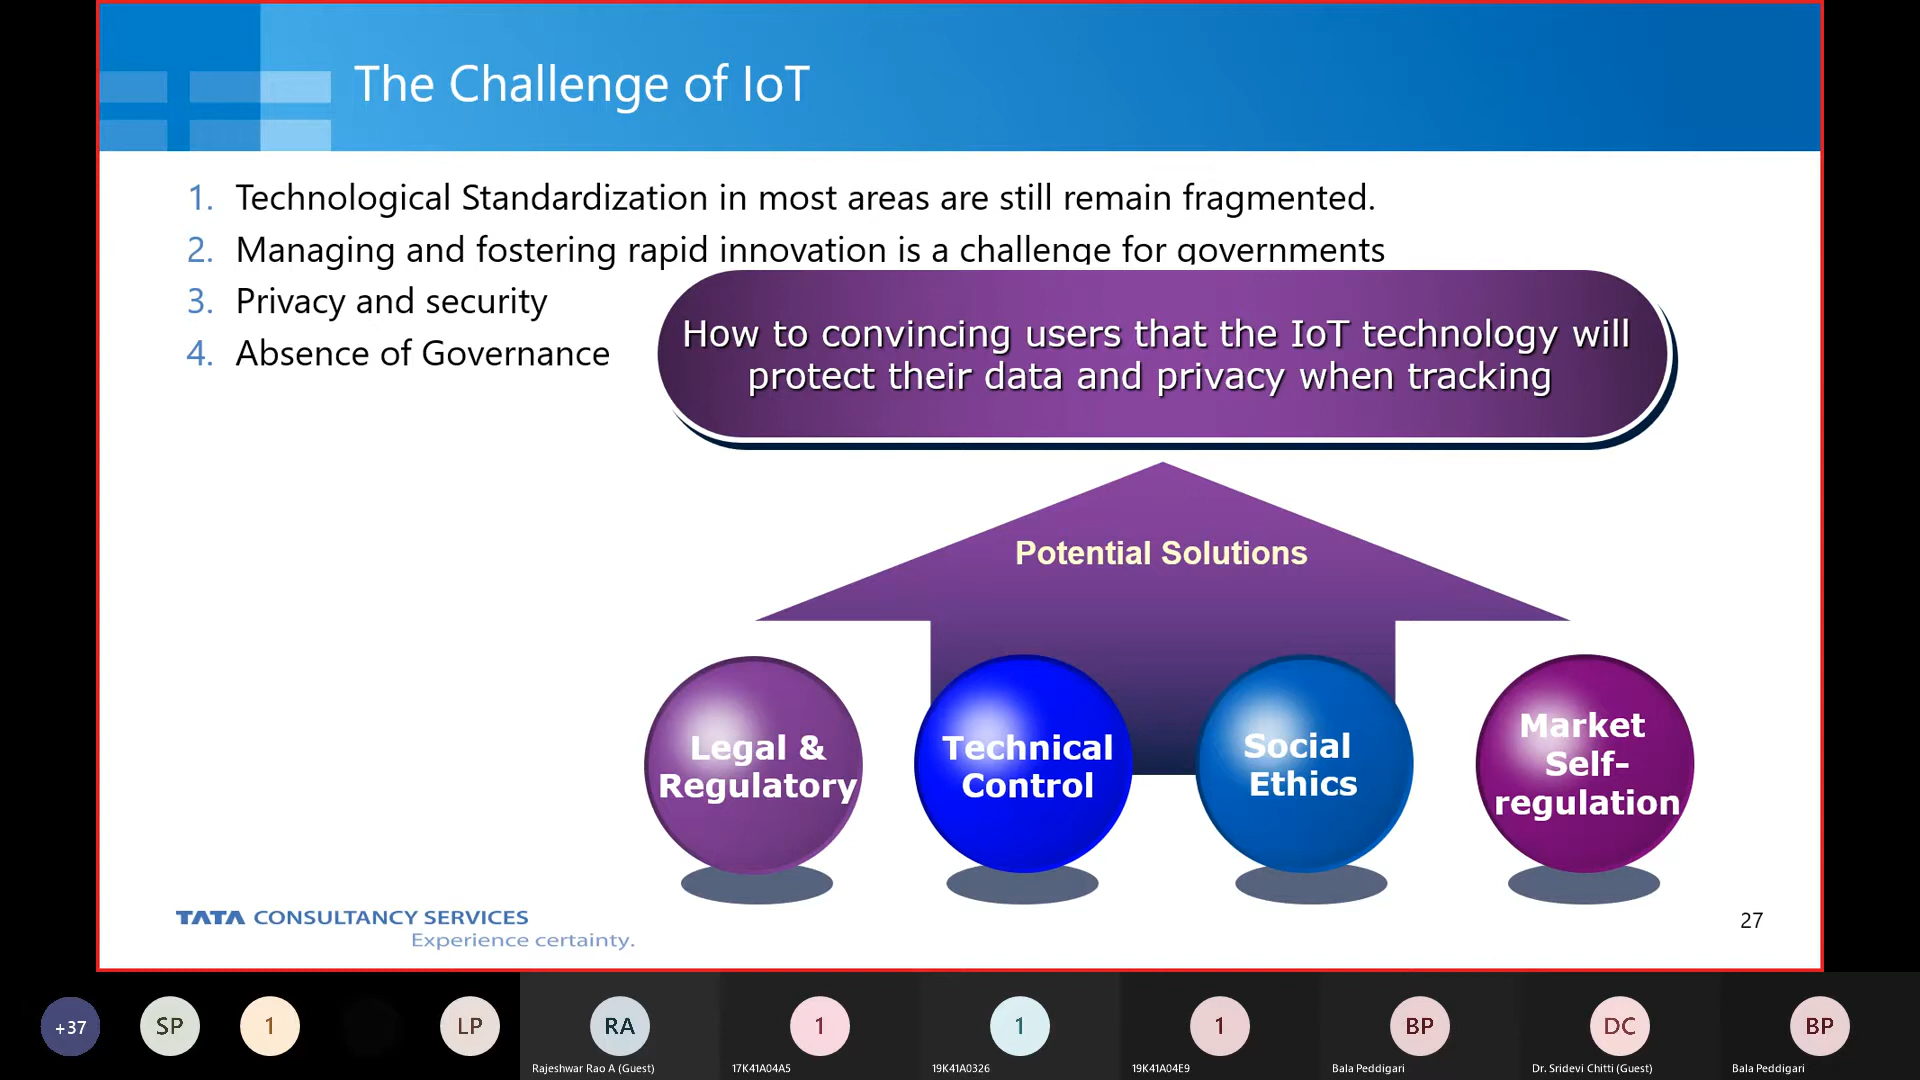 The Challenge of IoT
1. Technological Standardization in most areas are still remain fragmented.
2. Managing and fostering rapid innovation is a challenge for governments
3. Privacy and security
4. Absence of Governance
How to convincing users that the IoT technology will
protect their data and privacy when tracking
Potential Solutions
Legal &
Regulatory
Technical
Control
Social
Ethics
Market
Self-
regulation
TATA CONSULTANCY SERVICES
Experience certainty.
27
+37
SP
1
LP
RA
Rajeshwar Rao A (Guest)
1
17K41A04A5
1
19K41A0326
1
19K41A04E9
BP
Bala Peddigari
DC
Dr. Sridevi Chitti (Guest)
BP
Bala Peddigari